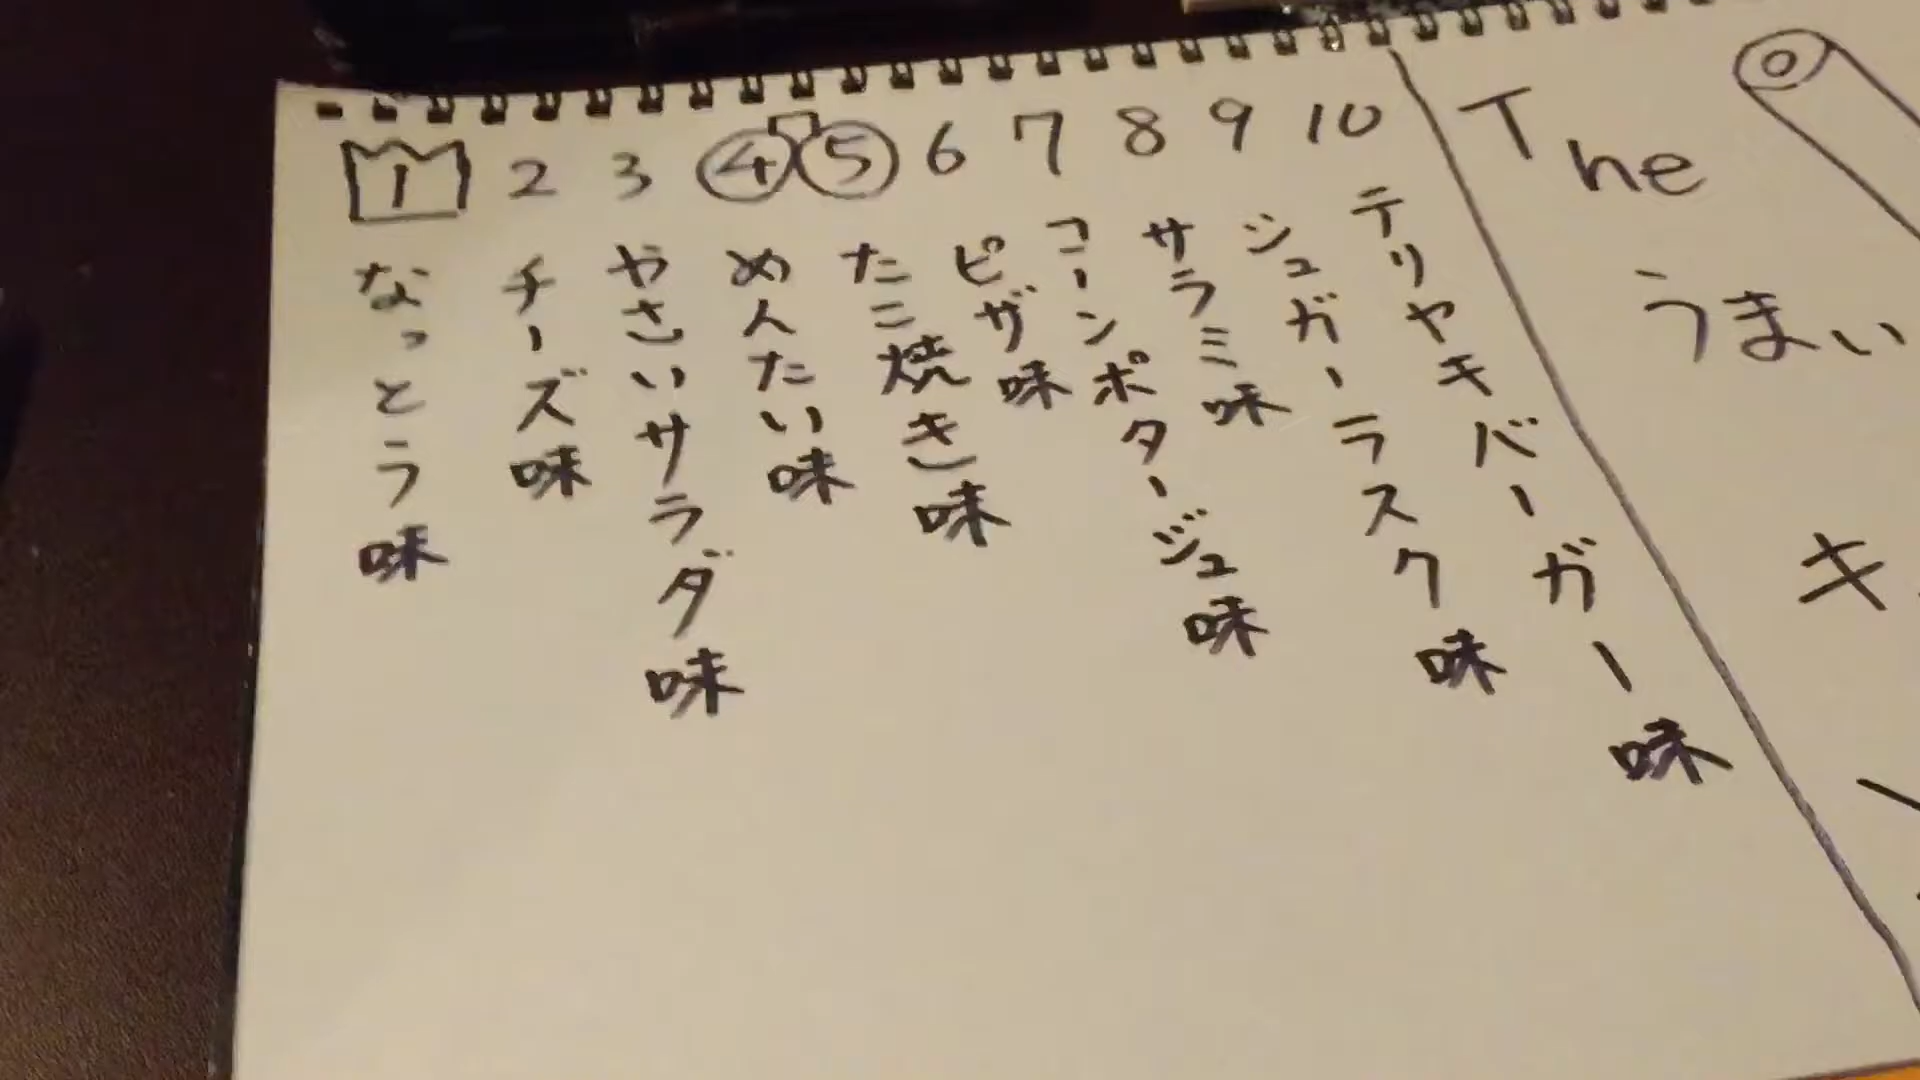 1 2 3 4 5 6 7 8 9 10
なっとう味
チーズ味
やさいサラダ味
めんたい味
たこ焼き味
ピザ味
コーンポタージュ味
サラミ味
シュガーラスク味
テリヤキバーガー味
The
うまい
キ